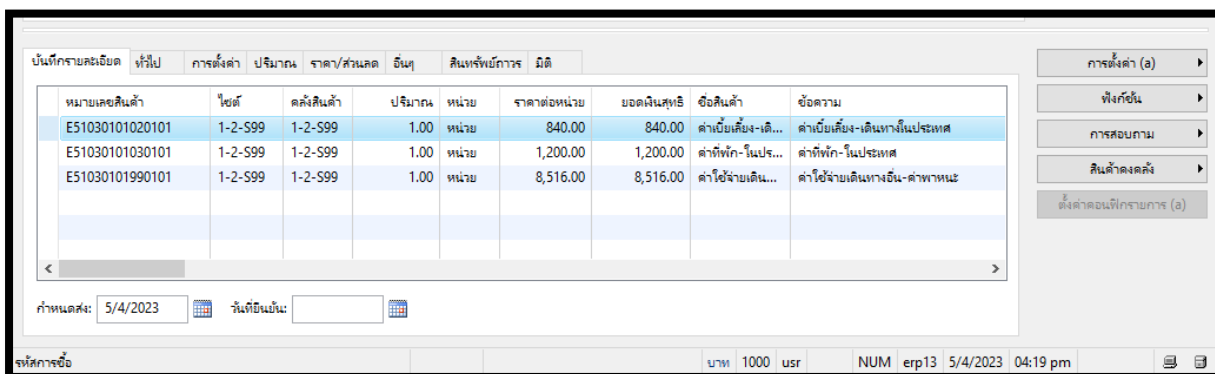 บันทึกรายละเอียด ทั่วไป การตั้งค่า ปริมาณ ราคา/ส่วนลด อื่นๆ สินทรัพย์ถาวร มิติ
การตั้งค่า (a)
หมายเลขสินค้า ไซต์ คลังสินค้า ปริมาณ หน่วย ราคาต่อหน่วย ยอดเงินสุทธิ ชื่อสินค้า ข้อความ
ฟังก์ชั่น
E51030101020101 1-2-S99 1-2-S99 1.00 หน่วย 840.00 840.00 ค่าเบี้ยเลี้ยง-เดิ... ค่าเบี้ยเลี้ยง-เดินทางในประเทศ
การสอบถาม
E51030101030101 1-2-S99 1-2-S99 1.00 หน่วย 1,200.00 1,200.00 ค่าที่พัก-ในปร... ค่าที่พัก-ในประเทศ
E51030101990101 1-2-S99 1-2-S99 1.00 หน่วย 8,516.00 8,516.00 ค่าใช้จ่ายเดิน... ค่าใช้จ่ายเดินทางอื่น-ค่าพาหนะ
สินค้าคงคลัง
ตั้งค่าคอนฟิกรายการ (a)
กำหนดส่ง: 5/4/2023 วันที่ยืนยัน:
รหัสการซื้อ บาท 1000 usr NUM erp13 5/4/2023 04:19 pm